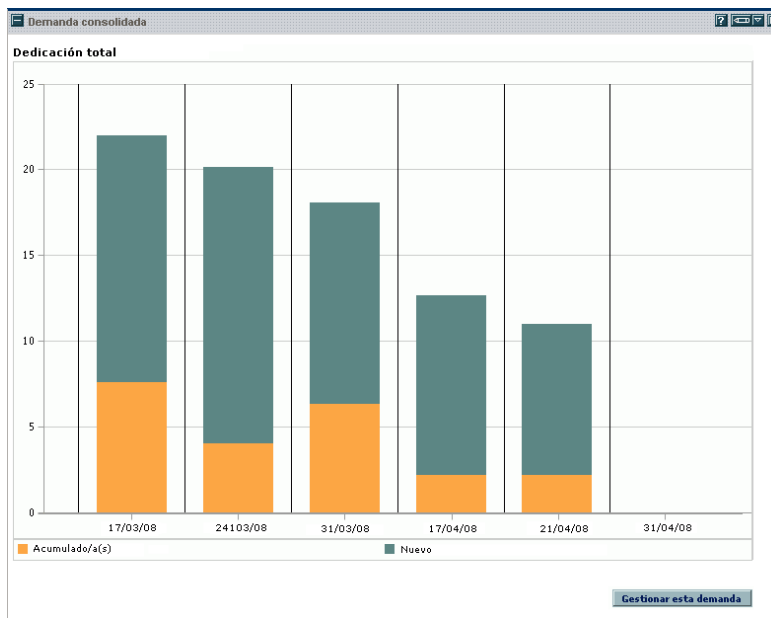 Demanda consolidada
Dedicación total
25
20
15
10
5
0
17/03/08 24103/08 31/03/08 17/04/08 21/04/08 31/04/08
Acumulado/a(s) Nuevo
Gestionar esta demanda